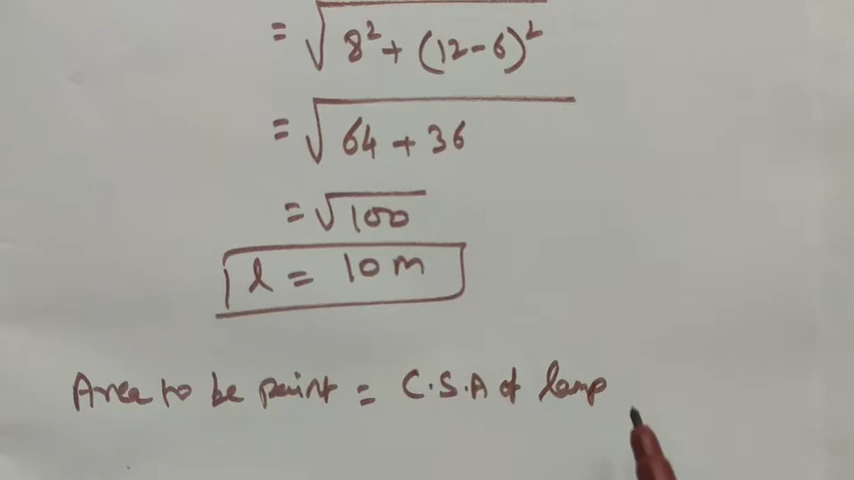 = √8² + (12-6)²
= √64 + 36
= √100
l = 10 m
Area to be paint = C.S.A of lamp